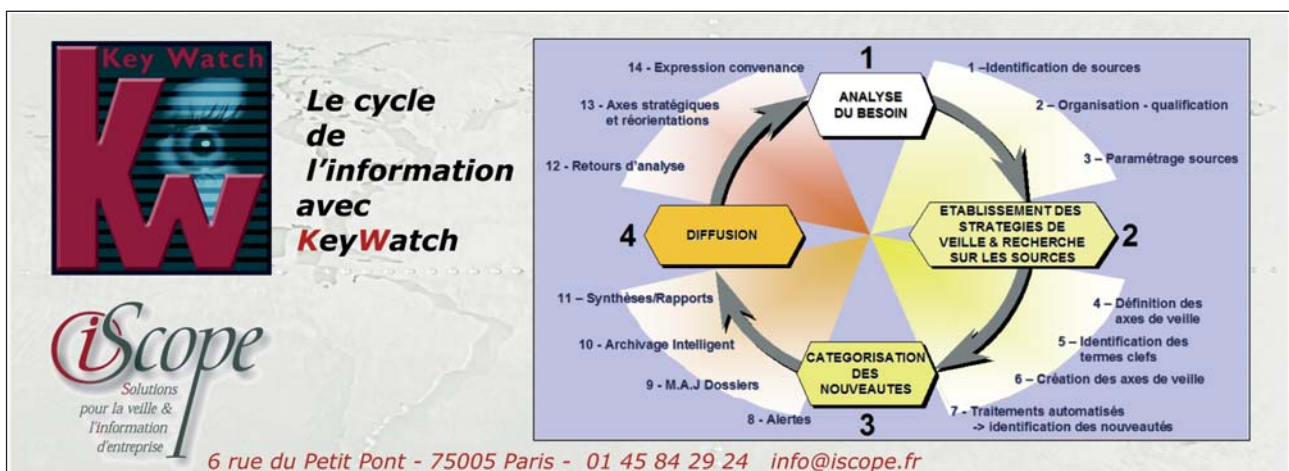 Key Watch
KW
Le cycle
de
l'information
avec
KeyWatch
iScope
Solutions
pour la veille &
l'information
d'entreprise
1
ANALYSE
DU BESOIN
1 –Identification de sources
2 – Organisation - qualification
3 – Paramétrage sources
ETABLISSEMENT DES
STRATEGIES DE
VEILLE & RECHERCHE
SUR LES SOURCES
2
4 – Définition des
axes de veille
5 – Identification des
termes clefs
6 – Création des axes de veille
7 - Traitements automatisés
-> identification des nouveautés
CATEGORISATION
DES
NOUVEAUTES
3
8 - Alertes
9 - M.A.J Dossiers
10 - Archivage Intelligent
11 – Synthèses/Rapports
4
DIFFUSION
12 - Retours d'analyse
13 - Axes stratégiques
et réorientations
14 - Expression convenance
6 rue du Petit Pont - 75005 Paris - 01 45 84 29 24 info@iscope.fr